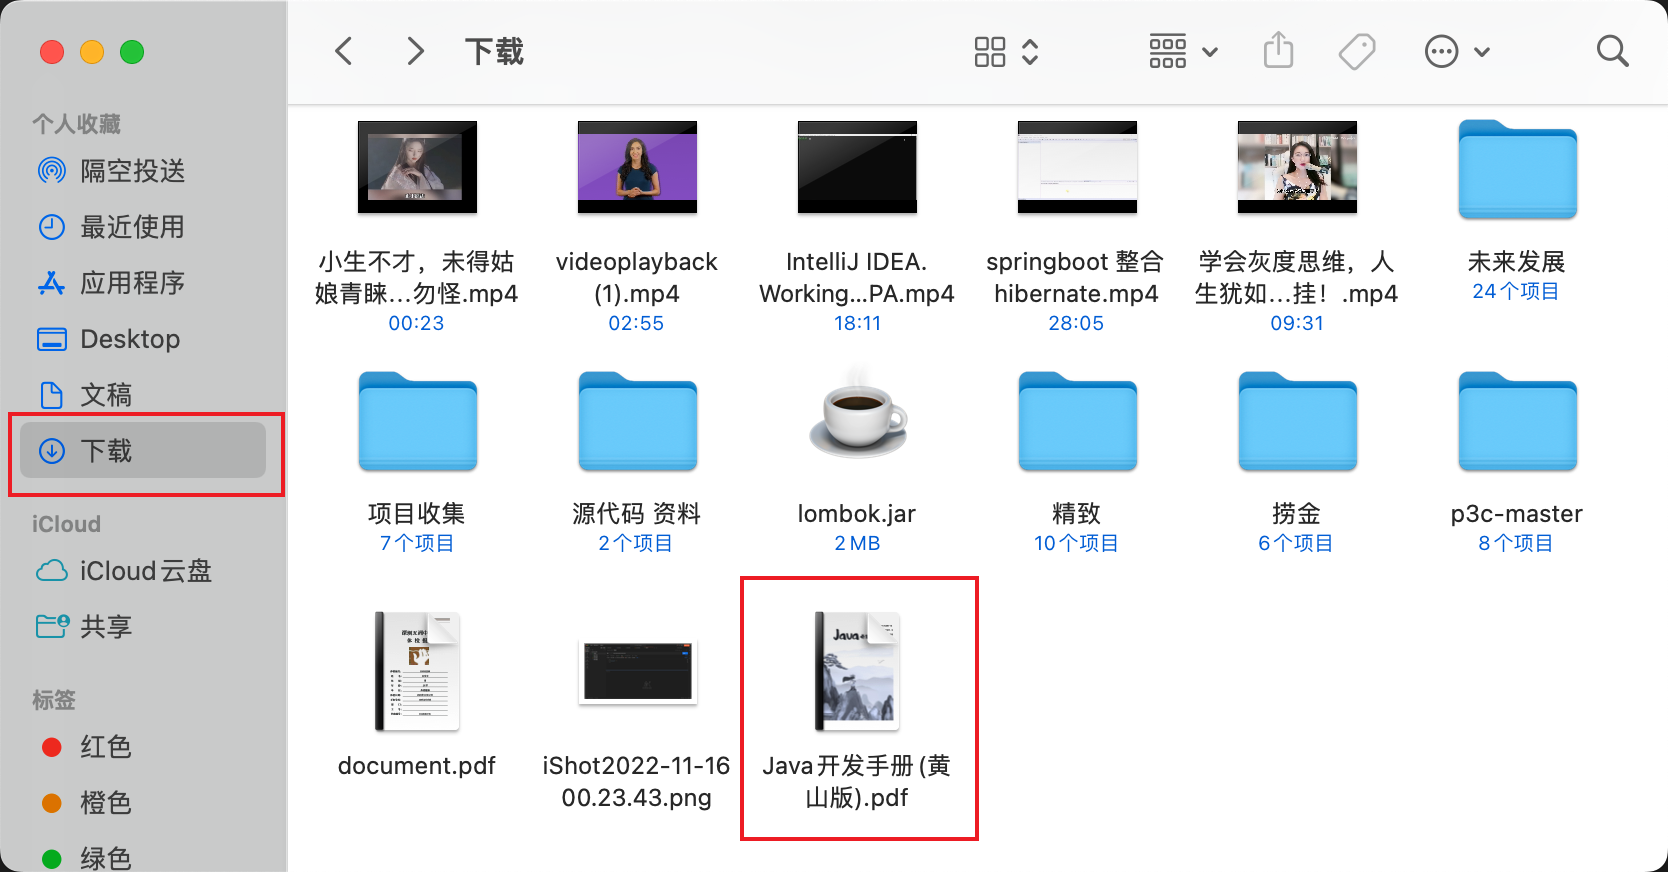 下载
个人收藏
隔空投送
最近使用
应用程序
Desktop
文稿
下载
iCloud
iCloud云盘
共享
标签
红色
橙色
绿色
小生不才，未得姑
娘青睐...勿怪.mp4
00:23
videoplayback
(1).mp4
02:55
IntelliJ IDEA.
Working...PA.mp4
18:11
springboot 整合
hibernate.mp4
28:05
学会灰度思维，人
生犹如...挂！.mp4
09:31
未来发展
24个项目
项目收集
7个项目
源代码 资料
2个项目
lombok.jar
2 MB
精致
10个项目
捞金
6个项目
p3c-master
8个项目
document.pdf
iShot2022-11-16
00.23.43.png
Java
Java开发手册(黄
山版).pdf